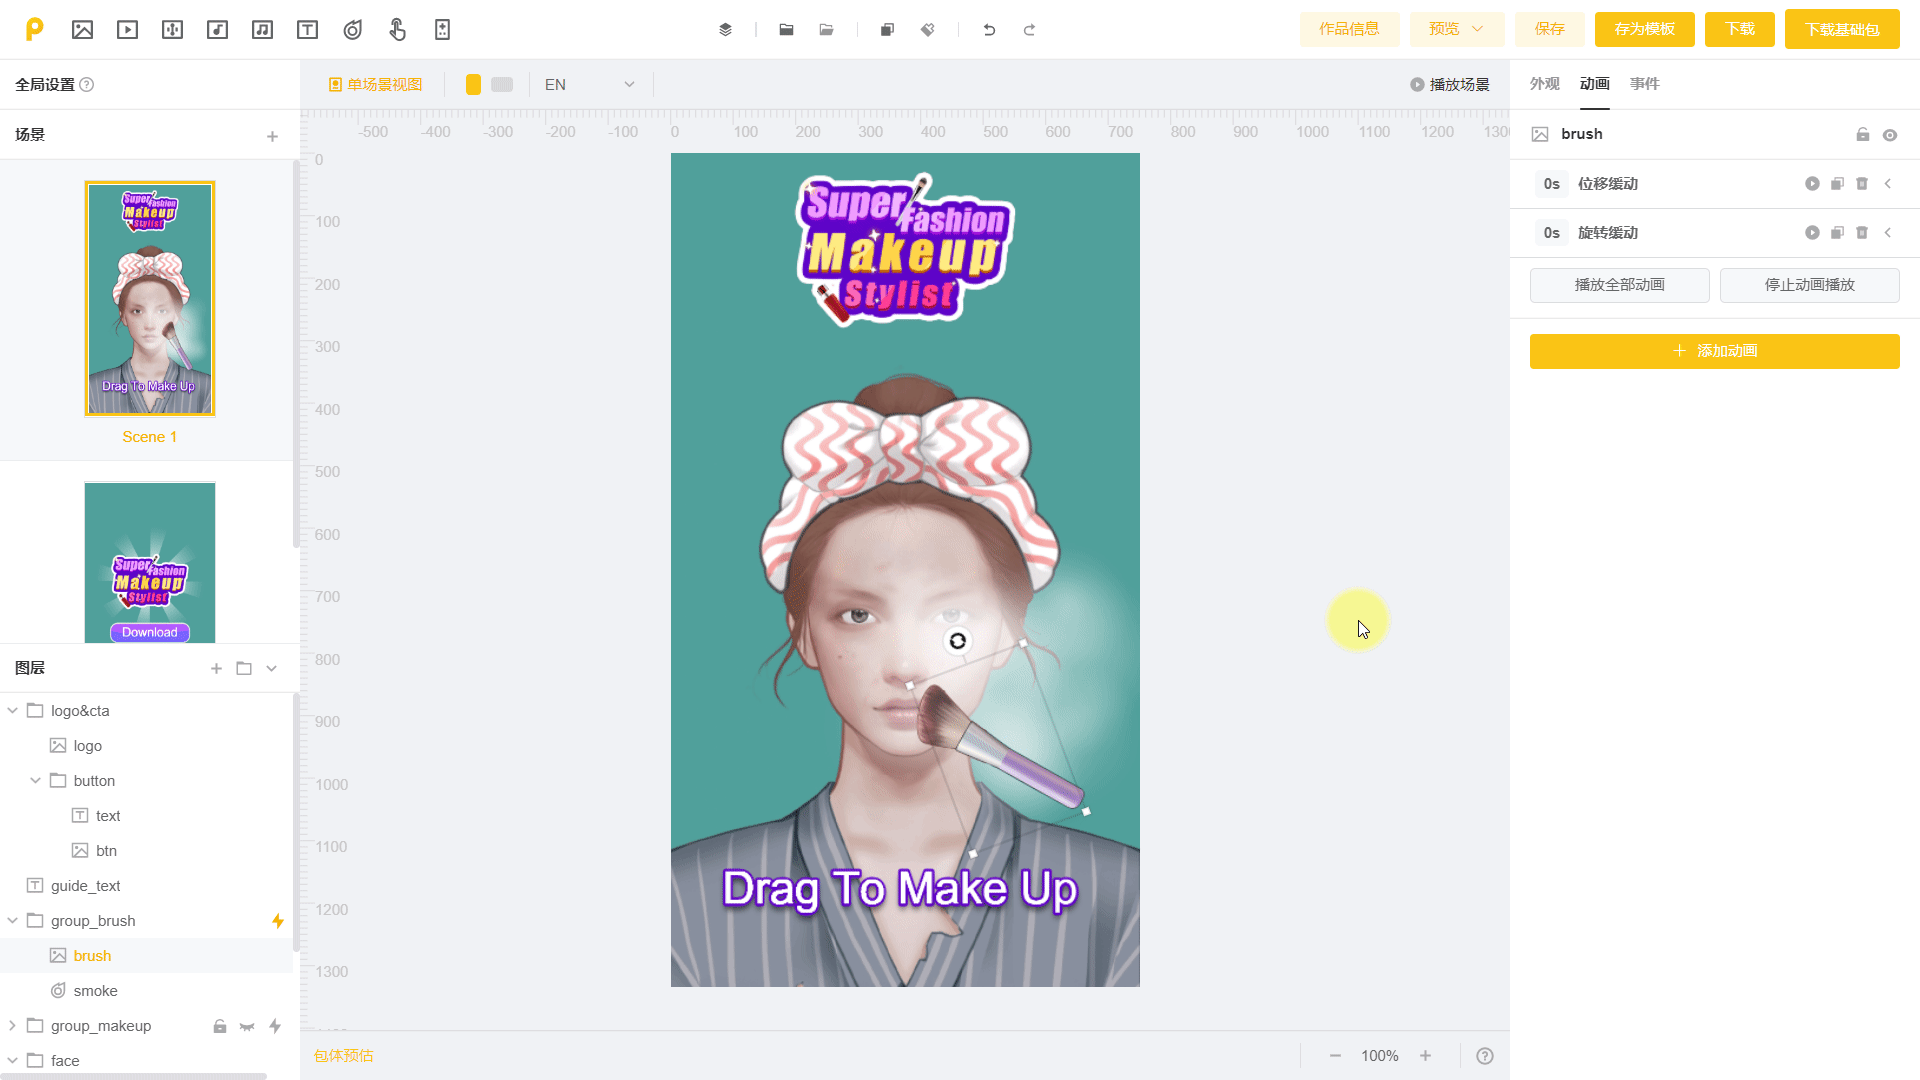 作品信息
预览
保存
存为模板
下载
下载基础包
全局设置
单场景视图
EN
播放场景
外观
动画
事件
场景
-500 -400 -300 -200 -100 0 100 200 300 400 500 600 700 800 900 1000 1100 1200 1300
brush
0s 位移缓动
0s 旋转缓动
播放全部动画
停止动画播放
添加动画
0
100
200
300
400
500
600
700
800
900
1000
1100
1200
1300
Super
Fashion
Makeup
Stylist
Drag To Make Up
Scene 1
Super
Fashion
Makeup
Stylist
Download
Super
Fashion
Makeup
Stylist
Drag To Make Up
图层
logo&cta
logo
button
text
btn
guide_text
group_brush
brush
smoke
group_makeup
face
包体预估
100%